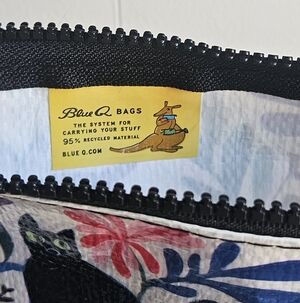 Blue Q BAGS
THE SYSTEM FOR
CARRYING YOUR STUFF
95% RECYCLED MATERIAL
BLUE Q.COM